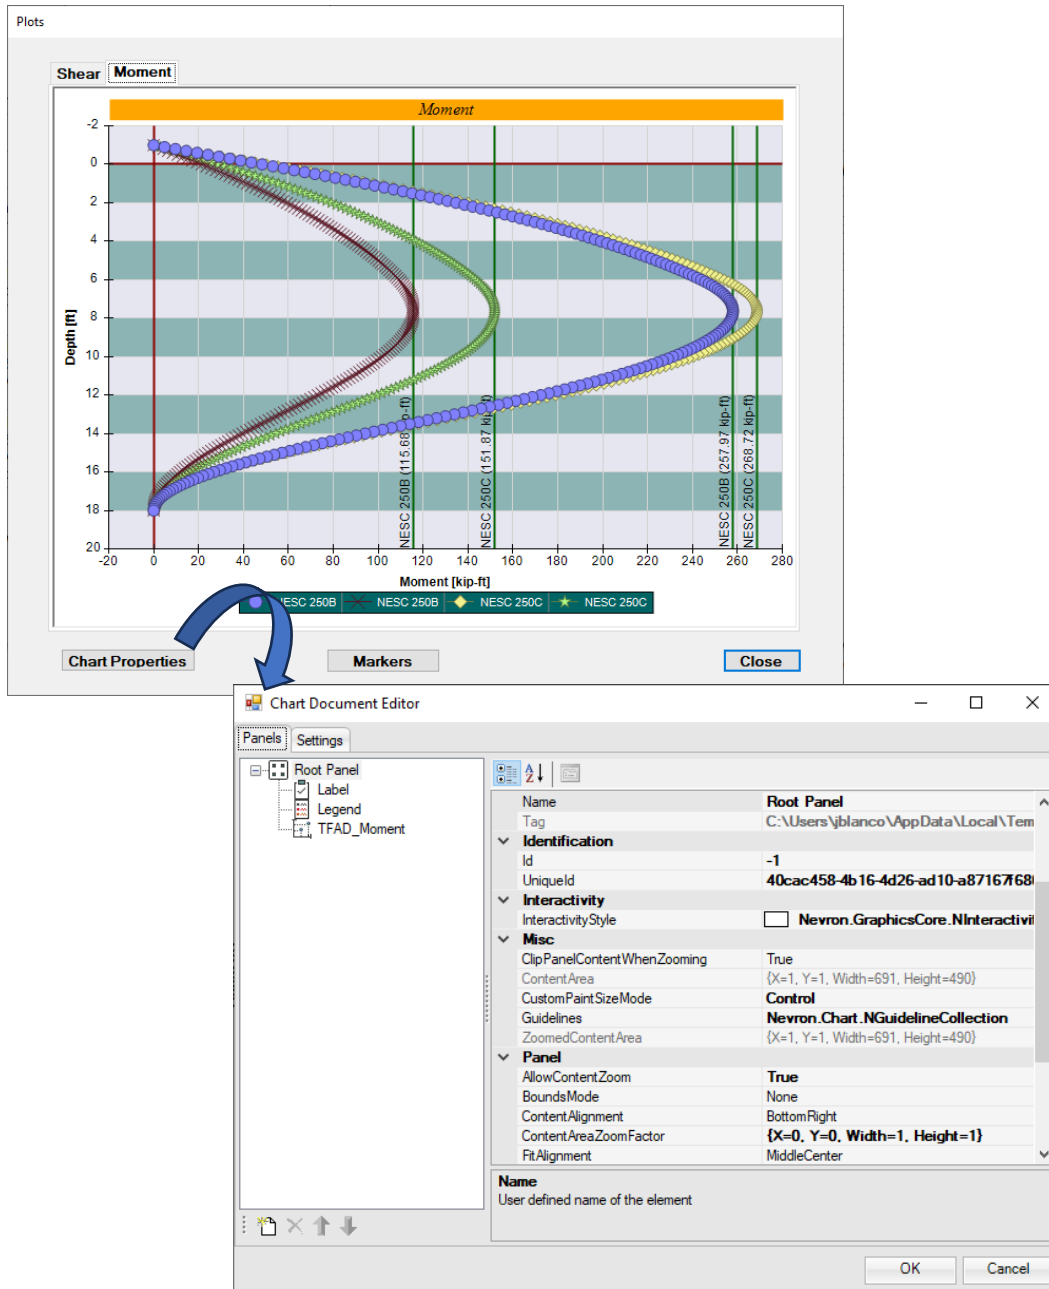 Plots
Shear Moment
Moment
-2
0
2
4
6
8
10
12
14
16
18
20
Depth [ft]
NESC 250B (115.68 kip-ft)
NESC 250C (151.87 kip-ft)
NESC 250B (257.97 kip-ft)
NESC 250C (268.72 kip-ft)
-20 0 20 40 60 80 100 120 140 160 180 200 220 240 260 280
Moment [kip-ft]
NESC 250B NESC 250B NESC 250C NESC 250C
Chart Properties Markers Close
Chart Document Editor
Panels Settings
Root Panel
Label
Legend
TFAD_Moment
Name Root Panel
Tag C:\Users\jblanco\AppData\Local\Tem
Identification
Id -1
UniqueId 40cac458-4b16-4d26-ad10-a87167f68
Interactivity
InteractivityStyle Nevron.GraphicsCore.NInteractivi
Misc
ClipPanelContentWhenZooming True
ContentArea {X=1, Y=1, Width=691, Height=490}
CustomPaintSizeMode Control
Guidelines Nevron.Chart.NGuidelineCollection
ZoomedContentArea {X=1, Y=1, Width=691, Height=490}
Panel
AllowContentZoom True
BoundsMode None
ContentAlignment BottomRight
ContentAreaZoomFactor {X=0, Y=0, Width=1, Height=1}
FitAlignment MiddleCenter
Name
User defined name of the element
OK Cancel